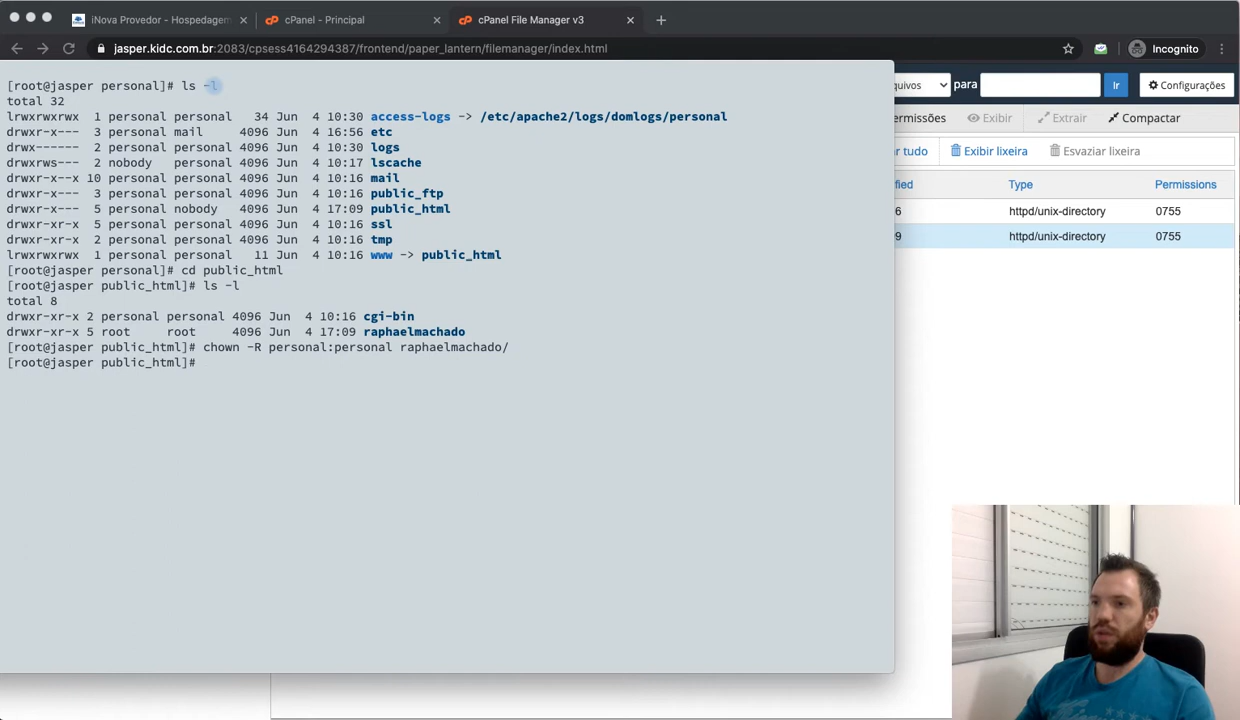 iNova Provedor - Hospedagem
cPanel - Principal
cPanel File Manager v3
jasper.kidc.com.br:2083/cpsess4164294387/frontend/paper_lantern/filemanager/index.html
Incognito
[root@jasper personal]# ls -l
total 32
lrwxrwxrwx 1 personal personal 34 Jun 4 10:30 access-logs -> /etc/apache2/logs/domlogs/personal
drwxr-x--- 3 personal mail 4096 Jun 4 16:56 etc
drwx------ 2 personal personal 4096 Jun 4 10:30 logs
drwxrws--- 2 nobody personal 4096 Jun 4 10:17 lscache
drwxr-x--x 10 personal personal 4096 Jun 4 10:16 mail
drwxr-x--- 3 personal personal 4096 Jun 4 10:16 public_ftp
drwxr-x--- 5 personal nobody 4096 Jun 4 17:09 public_html
drwxr-xr-x 5 personal personal 4096 Jun 4 10:16 ssl
drwxr-xr-x 2 personal personal 4096 Jun 4 10:16 tmp
lrwxrwxrwx 1 personal personal 11 Jun 4 10:16 www -> public_html
[root@jasper personal]# cd public_html
[root@jasper public_html]# ls -l
total 8
drwxr-xr-x 2 personal personal 4096 Jun 4 10:16 cgi-bin
drwxr-xr-x 5 root root 4096 Jun 4 17:09 raphaelmachado
[root@jasper public_html]# chown -R personal:personal raphaelmachado/
[root@jasper public_html]#
quivos para Ir Configurações
ermissões Exibir Extrair Compactar
ar tudo Exibir lixeira Esvaziar lixeira
fied Type Permissions
6 httpd/unix-directory 0755
9 httpd/unix-directory 0755